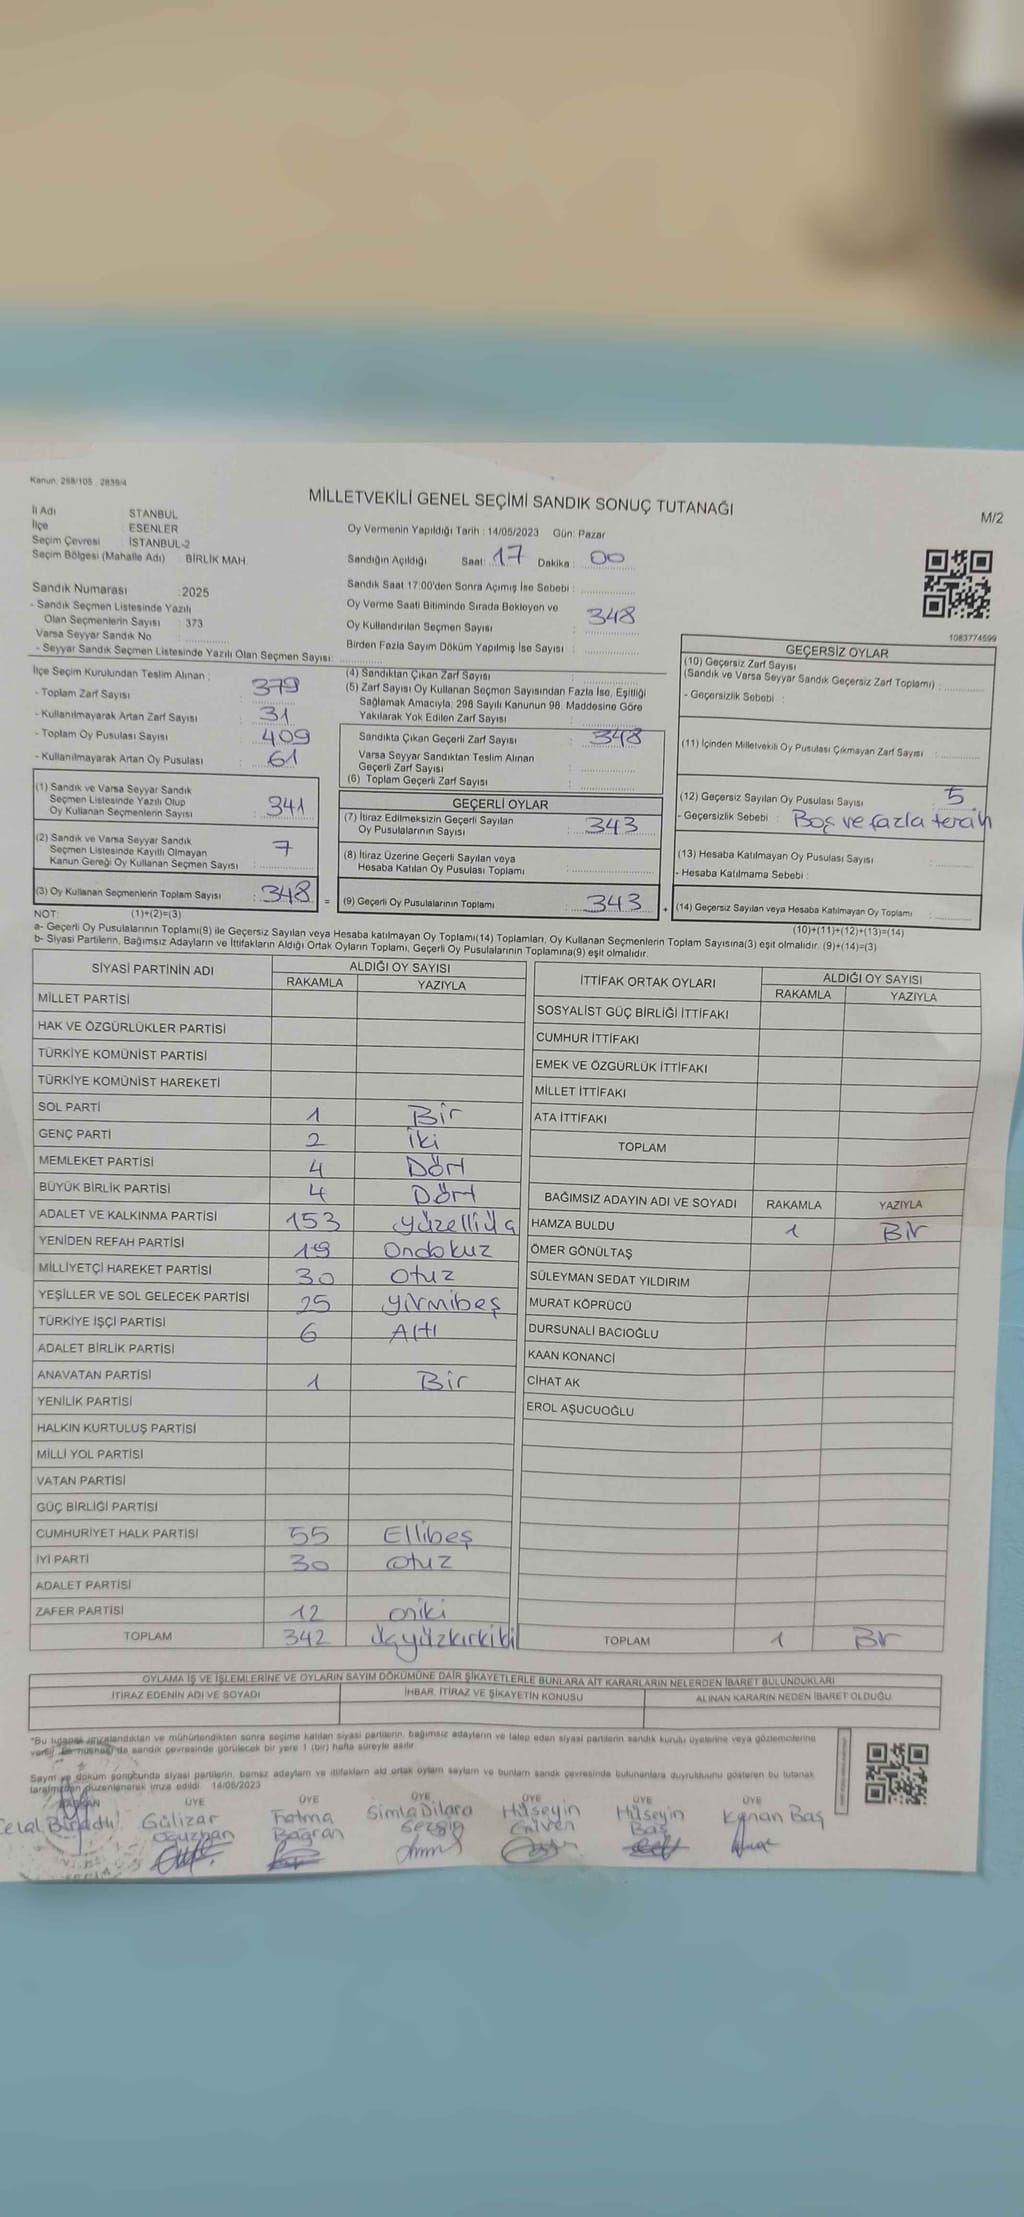 Kanun, 298/105 , 2839/4
MİLLETVEKİLİ GENEL SEÇİMİ SANDIK SONUÇ TUTANAĞI
M/2
İl Adı STANBUL
İlçe ESENLER
Seçim Çevresi İSTANBUL-2
Seçim Bölgesi (Mahalle Adı) : BİRLİK MAH.
Sandık Numarası : 2025
- Sandık Seçmen Listesinde Yazılı
Olan Seçmenlerin Sayısı : 373
Varsa Seyyar Sandık No :
- Seyyar Sandık Seçmen Listesinde Yazılı Olan Seçmen Sayısı:
Oy Vermenin Yapıldığı Tarih : 14/05/2023 Gün: Pazar
Sandığın Açıldığı Saat: 17 Dakika : 00
Sandık Saat 17:00'den Sonra Açımış İse Sebebi :
Oy Verme Saati Bitiminde Sırada Bekleyen ve
Oy Kullandırılan Seçmen Sayısı : 348
Birden Fazla Sayım Döküm Yapılmış İse Sayısı :
1083774599
İlçe Seçim Kurulundan Teslim Alınan :
- Toplam Zarf Sayısı : 379
- Kullanılmayarak Artan Zarf Sayısı : 31
- Toplam Oy Pusulası Sayısı : 409
- Kullanılmayarak Artan Oy Pusulası : 61
(1) Sandık ve Varsa Seyyar Sandık
Seçmen Listesinde Yazılı Olup
Oy Kullanan Seçmenlerin Sayısı : 341
(2) Sandık ve Varsa Seyyar Sandık
Seçmen Listesinde Kayıtlı Olmayan
Kanun Gereği Oy Kullanan Seçmen Sayısı : 7
(3) Oy Kullanan Seçmenlerin Toplam Sayısı : 348
(4) Sandıktan Çıkan Zarf Sayısı :
(5) Zarf Sayısı Oy Kullanan Seçmen Sayısından Fazla İse, Eşitliği
Sağlamak Amacıyla, 298 Sayılı Kanunun 98. Maddesine Göre
Yakılarak Yok Edilen Zarf Sayısı :
Sandıkta Çıkan Geçerli Zarf Sayısı : 348
Varsa Seyyar Sandıktan Teslim Alınan
Geçerli Zarf Sayısı :
(6) Toplam Geçerli Zarf Sayısı :
GEÇERLİ OYLAR
(7) İtiraz Edilmeksizin Geçerli Sayılan
Oy Pusulalarının Sayısı : 343
(8) İtiraz Üzerine Geçerli Sayılan veya
Hesaba Katılan Oy Pusulası Toplamı :
= (9) Geçerli Oy Pusulalarının Toplamı : 343 +
GEÇERSİZ OYLAR
(10) Geçersiz Zarf Sayısı
(Sandık ve Varsa Seyyar Sandık Geçersiz Zarf Toplamı) :
- Geçersizlik Sebebi :
(11) İçinden Milletvekili Oy Pusulası Çıkmayan Zarf Sayısı :
(12) Geçersiz Sayılan Oy Pusulası Sayısı : 5
- Geçersizlik Sebebi : Boş ve fazla tercih
(13) Hesaba Katılmayan Oy Pusulası Sayısı :
- Hesaba Katılmama Sebebi :
(14) Geçersiz Sayılan veya Hesaba Katılmayan Oy Toplamı :
NOT: (1)+(2)=(3)
(10)+(11)+(12)+(13)=(14)
a- Geçerli Oy Pusulalarının Toplamı(9) ile Geçersiz Sayılan veya Hesaba katılmayan Oy Toplamı(14) Toplamları, Oy Kullanan Seçmenlerin Toplam Sayısına(3) eşit olmalıdır. (9)+(14)=(3)
b- Siyasi Partilerin, Bağımsız Adayların ve İttifakların Aldığı Ortak Oyların Toplamı, Geçerli Oy Pusulalarının Toplamına(9) eşit olmalıdır.
SİYASİ PARTİNİN ADI ALDIĞI OY SAYISI
RAKAMLA YAZIYLA
MİLLET PARTİSİ
HAK VE ÖZGÜRLÜKLER PARTİSİ
TÜRKİYE KOMÜNİST PARTİSİ
TÜRKİYE KOMÜNİST HAREKETİ
SOL PARTİ 1 Bir
GENÇ PARTİ 2 iki
MEMLEKET PARTİSİ 4 Dört
BÜYÜK BİRLİK PARTİSİ 4 Dört
ADALET VE KALKINMA PARTİSİ 153
YENİDEN REFAH PARTİSİ 19 Ondokuz
MİLLİYETÇİ HAREKET PARTİSİ 30 Otuz
YEŞİLLER VE SOL GELECEK PARTİSİ 25 yirmibeş
TÜRKİYE İŞÇİ PARTİSİ 6 Altı
ADALET BİRLİK PARTİSİ
ANAVATAN PARTİSİ 1 Bir
YENİLİK PARTİSİ
HALKIN KURTULUŞ PARTİSİ
MİLLİ YOL PARTİSİ
VATAN PARTİSİ
GÜÇ BİRLİĞİ PARTİSİ
CUMHURİYET HALK PARTİSİ 55 Ellibeş
İYİ PARTİ 30 Otuz
ADALET PARTİSİ
ZAFER PARTİSİ 12 oniki
TOPLAM 342
İTTİFAK ORTAK OYLARI ALDIĞI OY SAYISI
RAKAMLA YAZIYLA
SOSYALİST GÜÇ BİRLİĞİ İTTİFAKI
CUMHUR İTTİFAKI
EMEK VE ÖZGÜRLÜK İTTİFAKI
MİLLET İTTİFAKI
ATA İTTİFAKI
TOPLAM
BAĞIMSIZ ADAYIN ADI VE SOYADI RAKAMLA YAZIYLA
HAMZA BULDU 1 Bir
ÖMER GÖNÜLTAŞ
SÜLEYMAN SEDAT YILDIRIM
MURAT KÖPRÜCÜ
DURSUNALİ BACIOĞLU
KAAN KONANCİ
CİHAT AK
EROL AŞUCUOĞLU
TOPLAM 1 Bir
OYLAMA İŞ VE İŞLEMLERİNE VE OYLARIN SAYIM DÖKÜMÜNE DAİR ŞİKAYETLERLE BUNLARA AİT KARARLARIN NELERDEN İBARET BULUNDUKLARI
İTİRAZ EDENİN ADI VE SOYADI İHBAR, İTİRAZ VE ŞİKAYETİN KONUSU ALINAN KARARIN NEDEN İBARET OLDUĞU
"Bu tutanak imzalandıktan ve mühürlendikten sonra seçime katılan siyasi partilerin, bağımsız adayların ve talep eden siyasi partilerin sandık kurulu üyelerine veya gözlemcilerine
da sandık çevresinde görülecek bir yere 1 (bir) hafta süreyle asılır.
Sayım ve döküm sonucunda siyasi partilerin, bamsz adaylarn ve ittifaklarn ald ortak oylarn saylarn ve bunlarn sandk çevresinde bulunanlara duyrulduunu gösteren bu tutanak
tarafmzdan düzenlenerek imza edildi. 14/05/2023
BAŞKAN ÜYE ÜYE ÜYE ÜYE ÜYE ÜYE
Gülizar Oğuzhan
Fatma Bağran
Simla Dilara Sezgin
Hüseyin Güven
Hüseyin Baş
Kenan Baş